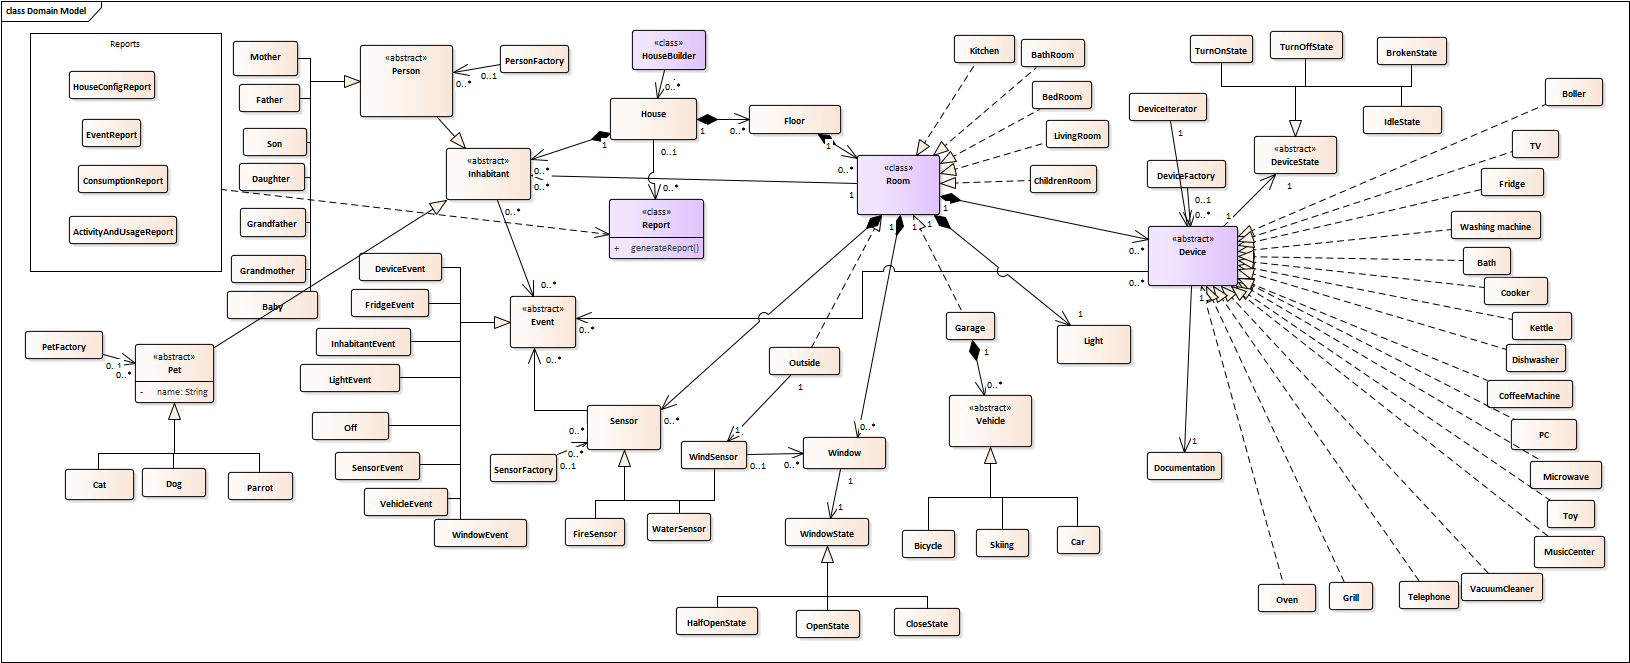 class Domain Model
Reports
HouseConfigReport
EventReport
ConsumptionReport
ActivityAndUsageReport
Mother
Father
Son
Daughter
Grandfather
Grandmother
Baby
«abstract»
Person
PersonFactory
0..1
0..*
«class»
HouseBuilder
0..*
House
1
1
0..1
0..*
Floor
1
0..*
«abstract»
Inhabitant
0..*
0..*
0..*
«class»
Report
+ generateReport()
0..*
«class»
Room
1
1
1
1
1
Kitchen
BathRoom
BedRoom
LivingRoom
ChildrenRoom
TurnOnState
TurnOffState
BrokenState
IdleState
«abstract»
DeviceState
1
1
DeviceIterator
1
DeviceFactory
0..1
0..*
«abstract»
Device
0..*
0..*
1
Boller
TV
Fridge
Washing machine
Bath
Cooker
Kettle
Dishwasher
CoffeeMachine
PC
Microwave
Toy
MusicCenter
VacuumCleaner
Telephone
Grill
Oven
1
Documentation
DeviceEvent
FridgeEvent
InhabitantEvent
LightEvent
Off
SensorEvent
VehicleEvent
WindowEvent
0..*
«abstract»
Event
0..*
0..*
PetFactory
0..1
0..*
«abstract»
Pet
- name: String
Cat
Dog
Parrot
Sensor
0..*
0..*
0..*
0..1
SensorFactory
FireSensor
WaterSensor
Outside
1
1
WindSensor
0..1
0..*
0..*
Window
1
1
WindowState
HalfOpenState
OpenState
CloseState
Garage
1
0..*
«abstract»
Vehicle
Bicycle
Skiing
Car
1
Light